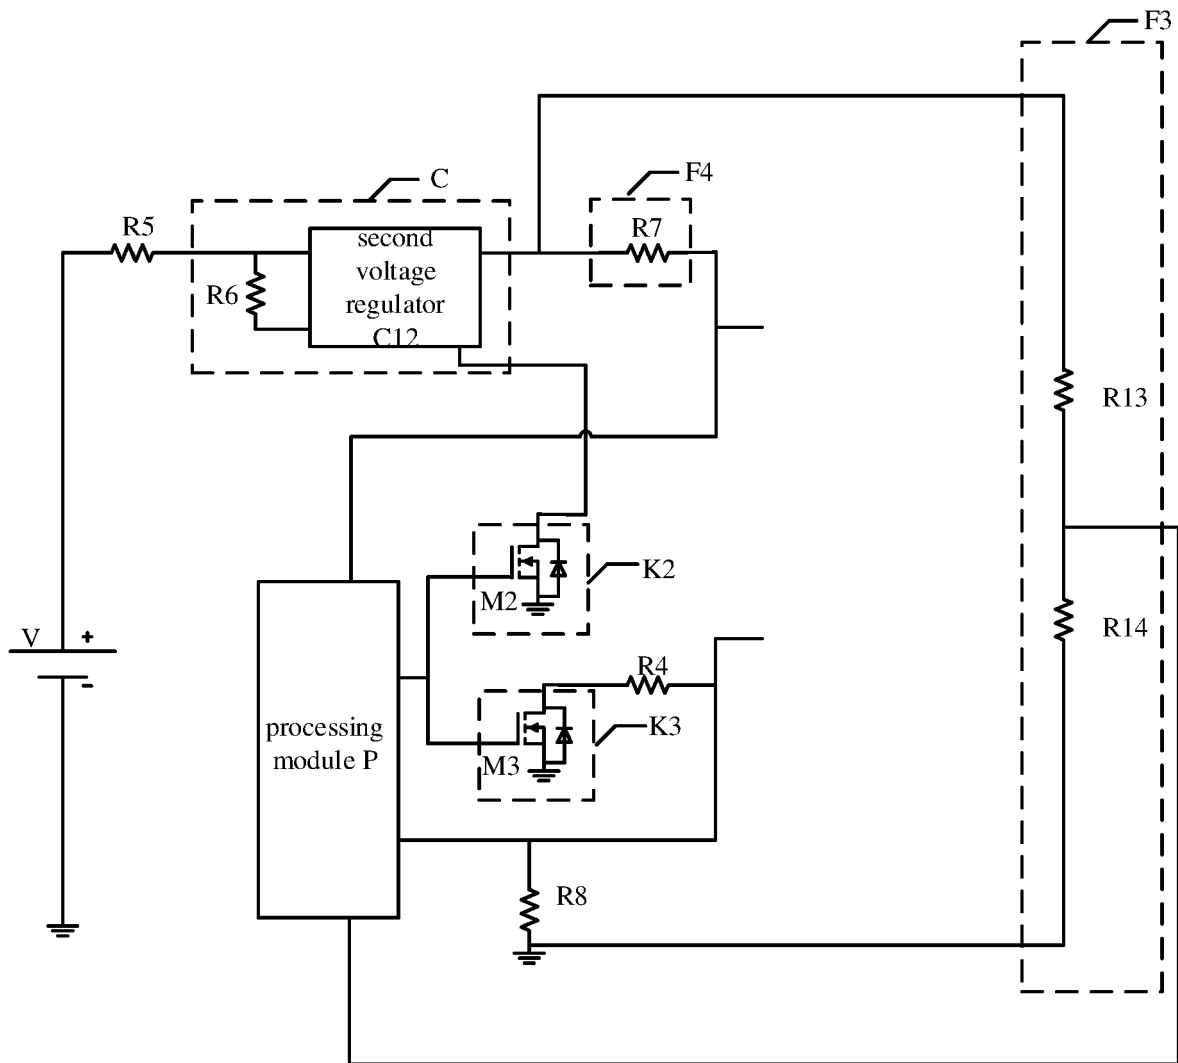 F3
C
F4
R5
R7
second
voltage
regulator
C12
R6
R13
K2
M2
V
+
-
R14
R4
processing
module P
K3
M3
R8